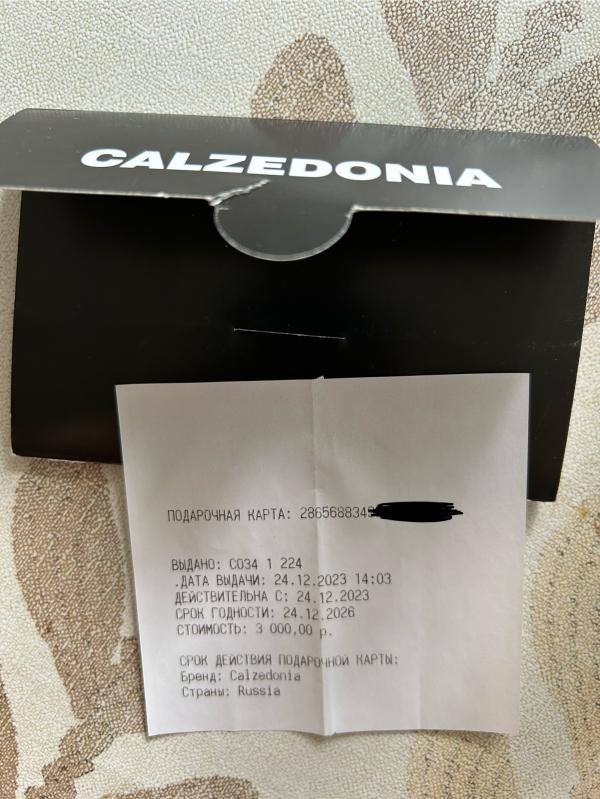 CALZEDONIA
ПОДАРОЧНАЯ КАРТА: 286568834
ВЫДАНО: C034 1 224
.ДАТА ВЫДАЧИ: 24.12.2023 14:03
ДЕЙСТВИТЕЛЬНА С: 24.12.2023
СРОК ГОДНОСТИ: 24.12.2026
СТОИМОСТЬ: 3 000,00 р.
СРОК ДЕЙСТВИЯ ПОДАРОЧНОЙ КАРТЫ:
Бренд: Calzedonia
Страны: Russia